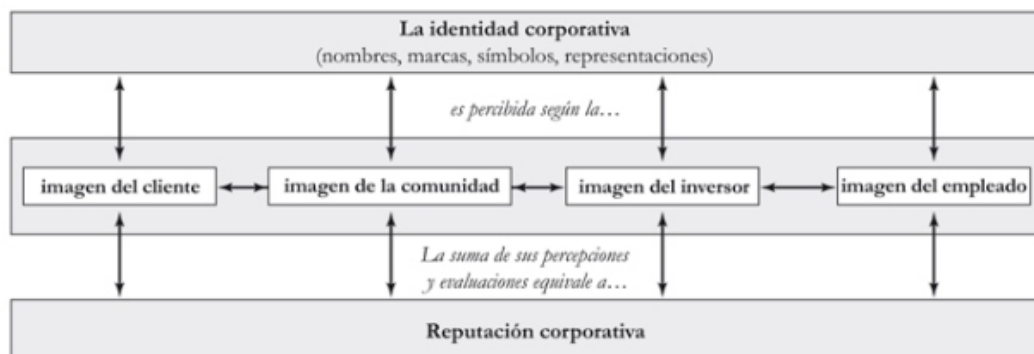 La identidad corporativa
(nombres, marcas, símbolos, representaciones)
es percibida según la…
imagen del cliente
imagen de la comunidad
imagen del inversor
imagen del empleado
La suma de sus percepciones
y evaluaciones equivale a…
Reputación corporativa